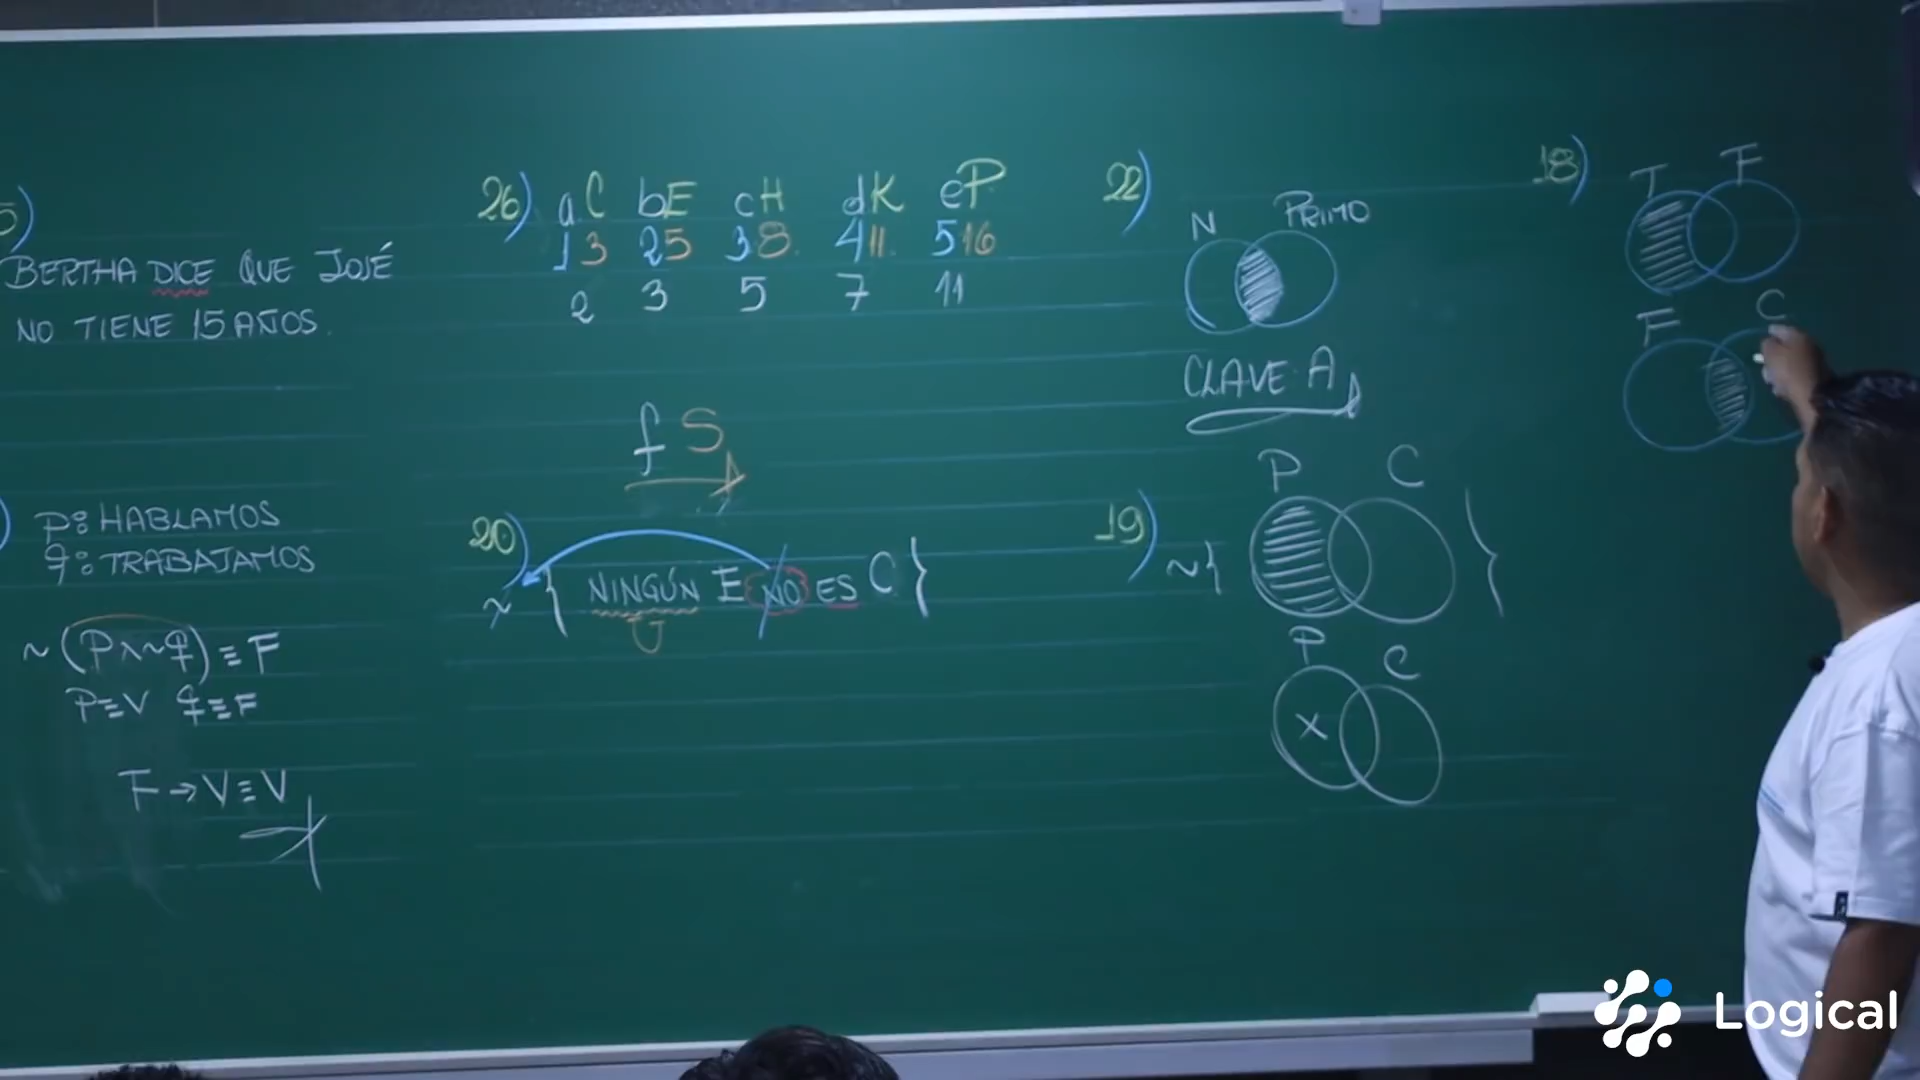 5)
BERTHA DICE QUE JOSÉ
NO TIENE 15 AÑOS.
) P: HABLAMOS
q: TRABAJAMOS
~(P∧~q)≡F
P≡V q≡F
F→V≡V
26) aC bE cH dK eP
13 25 38 411 516
2 3 5 7 11
f S
20)
~{ NINGÚN E NO ES C }
U
22)
N PRIMO
CLAVE A
19) ~{ P C }
P C
X
18) T F
F C
Logical